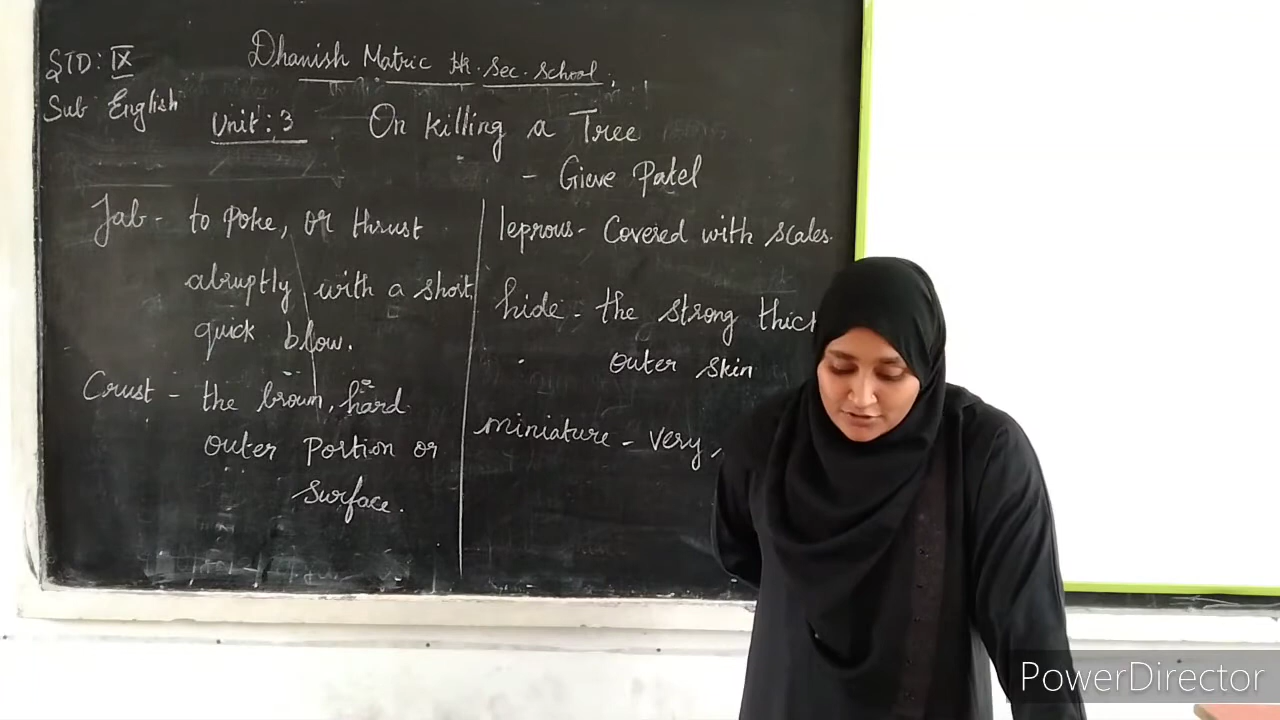 STD: IX
Sub English
Dhanish Matric Hr. Sec. School,
Unit: 3
On killing a Tree
- Gieve Patel
Jab - to poke, or thrust
abruptly with a short,
quick blow.
Crust - the brown, hard
outer portion or
surface.
leprous - Covered with scales.
hide - the strong thick
outer skin
miniature - very,
PowerDirector